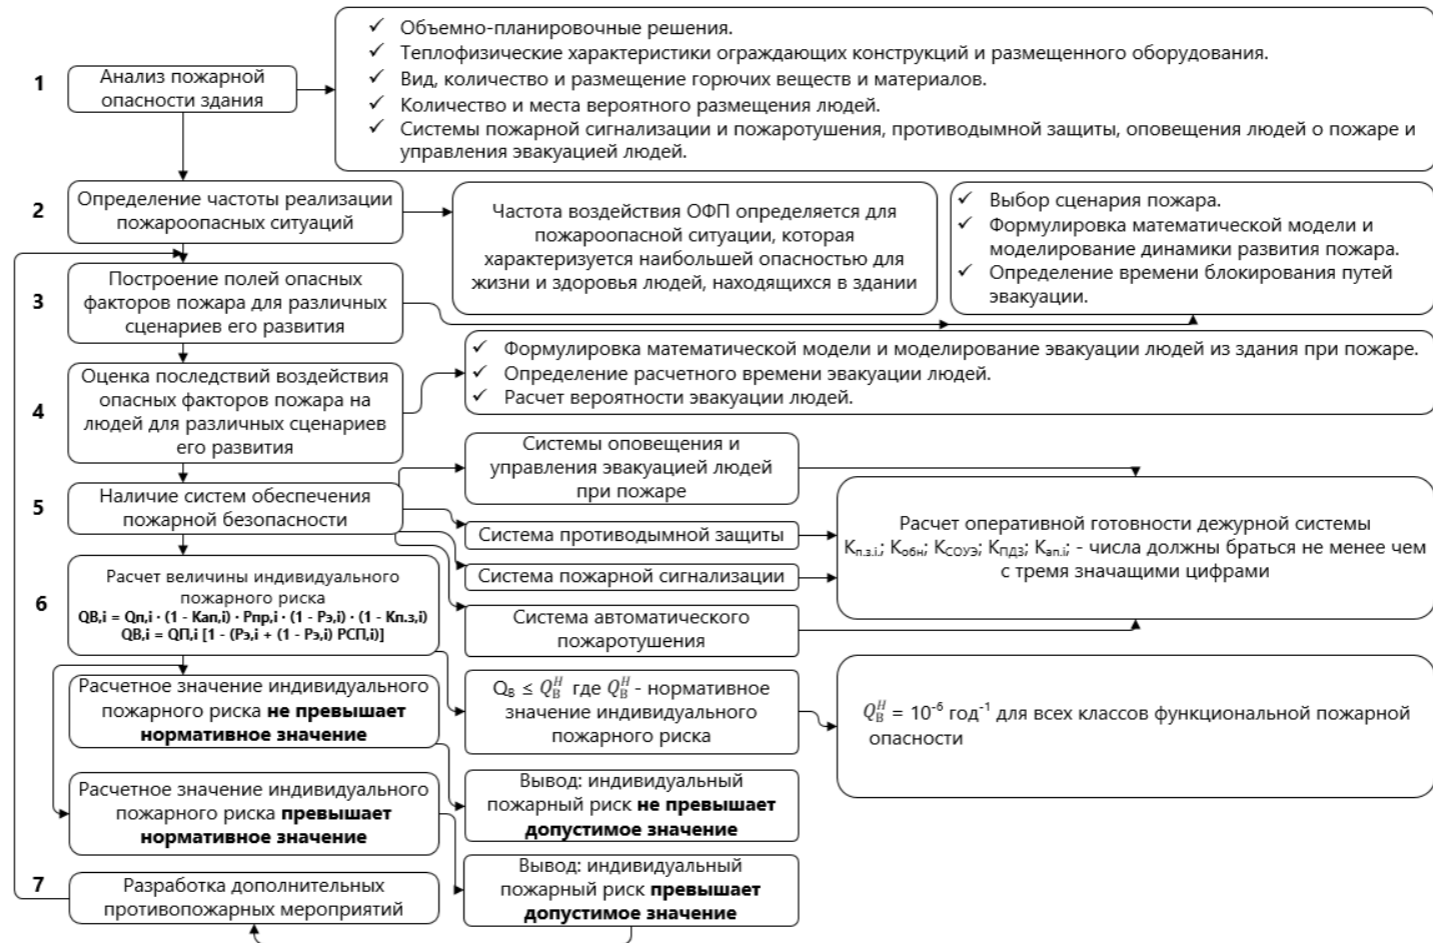 1
Анализ пожарной
опасности здания
✓ Объемно-планировочные решения.
✓ Теплофизические характеристики ограждающих конструкций и размещенного оборудования.
✓ Вид, количество и размещение горючих веществ и материалов.
✓ Количество и места вероятного размещения людей.
✓ Системы пожарной сигнализации и пожаротушения, противодымной защиты, оповещения людей о пожаре и
управления эвакуацией людей.
2
Определение частоты реализации
пожароопасных ситуаций
Частота воздействия ОФП определяется для
пожароопасной ситуации, которая
характеризуется наибольшей опасностью для
жизни и здоровья людей, находящихся в здании
✓ Выбор сценария пожара.
✓ Формулировка математической модели и
моделирование динамики развития пожара.
✓ Определение времени блокирования путей
эвакуации.
3
Построение полей опасных
факторов пожара для различных
сценариев его развития
4
Оценка последствий воздействия
опасных факторов пожара на
людей для различных сценариев
его развития
✓ Формулировка математической модели и моделирование эвакуации людей из здания при пожаре.
✓ Определение расчетного времени эвакуации людей.
✓ Расчет вероятности эвакуации людей.
5
Наличие систем обеспечения
пожарной безопасности
Системы оповещения и
управления эвакуацией людей
при пожаре
Система противодымной защиты
Система пожарной сигнализации
Система автоматического
пожаротушения
Расчет оперативной готовности дежурной системы
Kп.з.i.; Kобн; KСОУЭ; KПДЗ; Kап.i; - числа должны браться не менее чем
с тремя значащими цифрами
6
Расчет величины индивидуального
пожарного риска
QВ,i = Qп,i · (1 - Кап,i) · Рпр,i · (1 - Рэ,i) · (1 - Кп.з,i)
QВ,i = QП,i [1 - (Рэ,i + (1 - Рэ,i) РСП,i)]
Расчетное значение индивидуального
пожарного риска не превышает
нормативное значение
Qв ≤ Q_В^Н где Q_В^Н - нормативное
значение индивидуального
пожарного риска
Q_В^Н = 10⁻⁶ год⁻¹ для всех классов функциональной пожарной
опасности
Расчетное значение индивидуального
пожарного риска превышает
нормативное значение
Вывод: индивидуальный
пожарный риск не превышает
допустимое значение
Вывод: индивидуальный
пожарный риск превышает
допустимое значение
7
Разработка дополнительных
противопожарных мероприятий